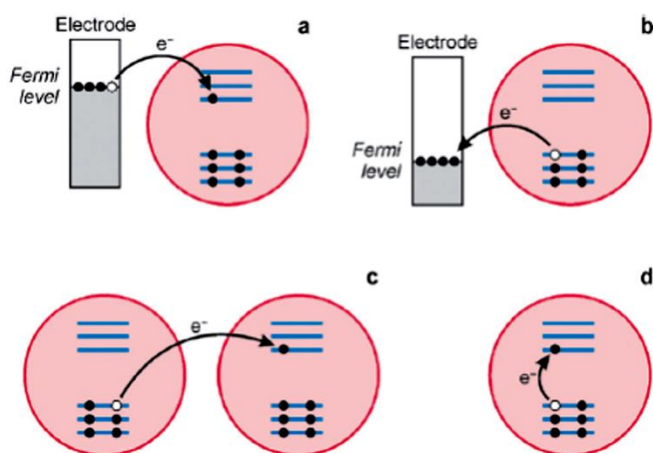 Electrode
e⁻
a
Fermi
level
Electrode
b
e⁻
Fermi
level
c
e⁻
d
e⁻